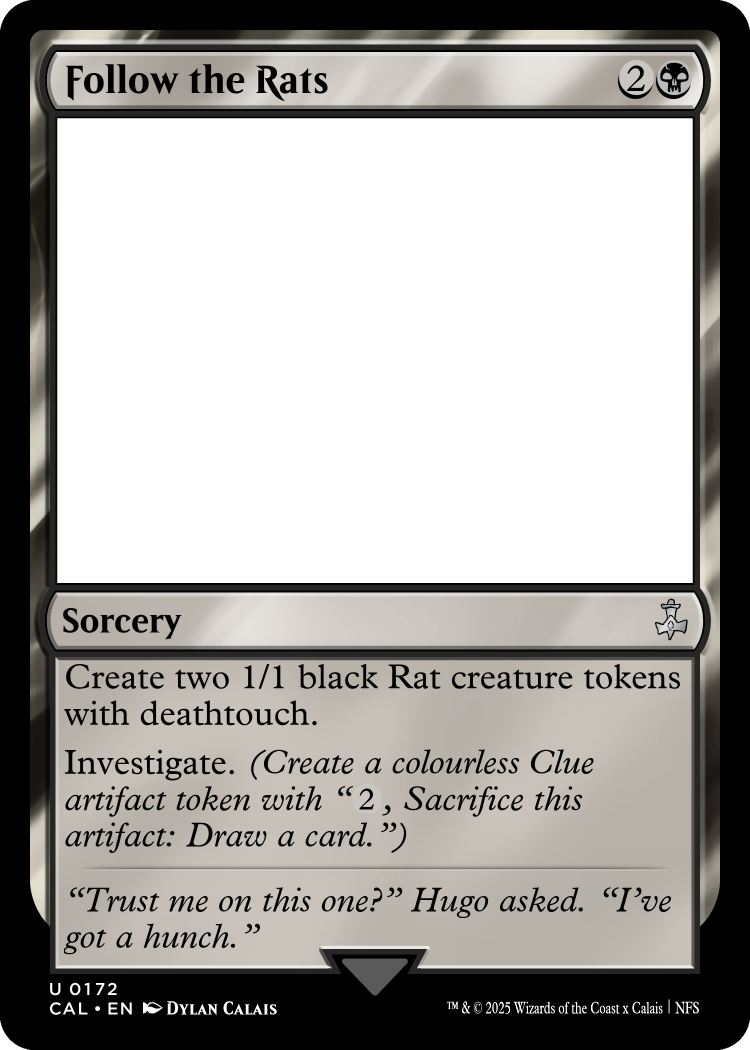 Follow the Rats 2
Sorcery
Create two 1/1 black Rat creature tokens
with deathtouch.
Investigate. (Create a colourless Clue
artifact token with “2, Sacrifice this
artifact: Draw a card.”)
“Trust me on this one?” Hugo asked. “I’ve
got a hunch.”
U 0172
CAL • EN Dylan Calais
™ & © 2025 Wizards of the Coast x Calais | NFS